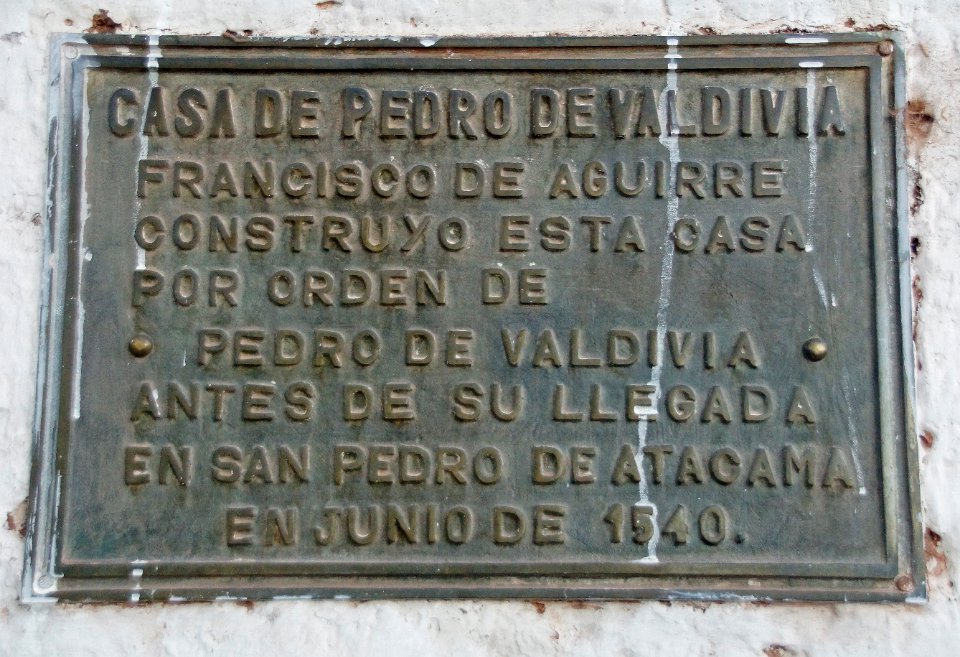 CASA DE PEDRO DE VALDIVIA
FRANCISCO DE AGUIRRE
CONSTRUYO ESTA CASA
POR ORDEN DE
PEDRO DE VALDIVIA
ANTES DE SU LLEGADA
EN SAN PEDRO DE ATACAMA
EN JUNIO DE 1540.